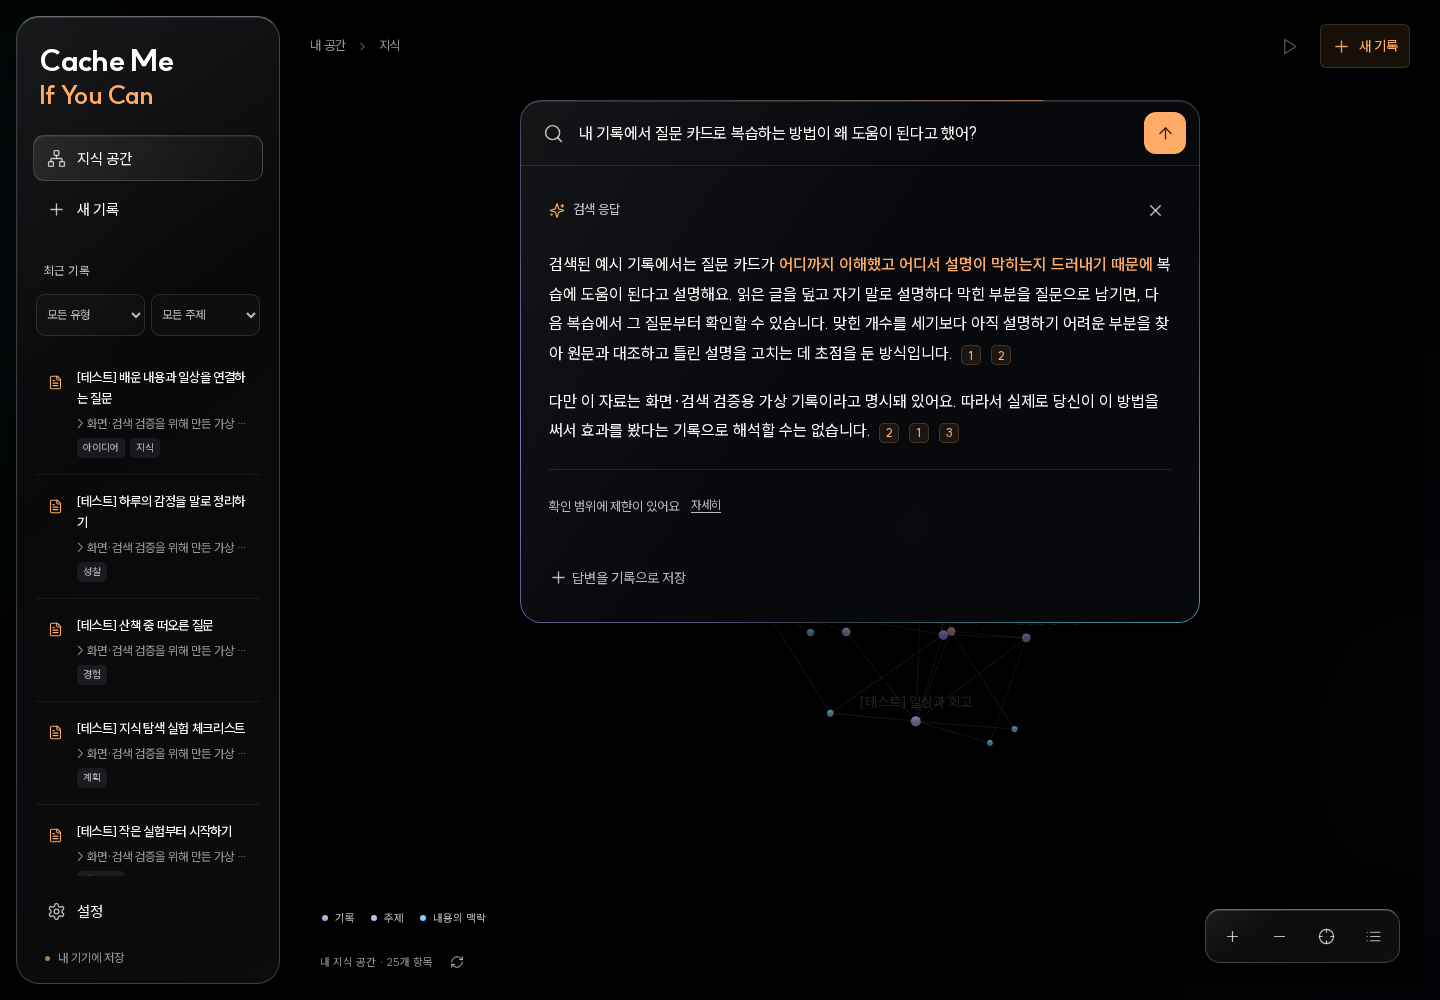 Cache Me
If You Can
지식 공간
새 기록
최근 기록
모든 유형
모든 주제
[테스트] 배운 내용과 일상을 연결하
는 질문
> 화면·검색 검증을 위해 만든 가상 ···
아이디어
지식
[테스트] 하루의 감정을 말로 정리하
기
> 화면·검색 검증을 위해 만든 가상 ···
성찰
[테스트] 산책 중 떠오른 질문
> 화면·검색 검증을 위해 만든 가상 ···
경험
[테스트] 지식 탐색 실험 체크리스트
> 화면·검색 검증을 위해 만든 가상 ···
계획
[테스트] 작은 실험부터 시작하기
> 화면·검색 검증을 위해 만든 가상 ···
설정
내 기기에 저장
내 공간 > 지식
새 기록
내 기록에서 질문 카드로 복습하는 방법이 왜 도움이 된다고 했어?
검색 응답
검색된 예시 기록에서는 질문 카드가 어디까지 이해했고 어디서 설명이 막히는지 드러내기 때문에 복
습에 도움이 된다고 설명해요. 읽은 글을 덮고 자기 말로 설명하다 막힌 부분을 질문으로 남기면, 다
음 복습에서 그 질문부터 확인할 수 있습니다. 맞힌 개수를 세기보다 아직 설명하기 어려운 부분을 찾
아 원문과 대조하고 틀린 설명을 고치는 데 초점을 둔 방식입니다. 1 2
다만 이 자료는 화면·검색 검증용 가상 기록이라고 명시돼 있어요. 따라서 실제로 당신이 이 방법을
써서 효과를 봤다는 기록으로 해석할 수는 없습니다. 2 1 3
확인 범위에 제한이 있어요 자세히
답변을 기록으로 저장
[테스트] 일상과 회고
기록
주제
내용의 맥락
내 지식 공간 · 25개 항목